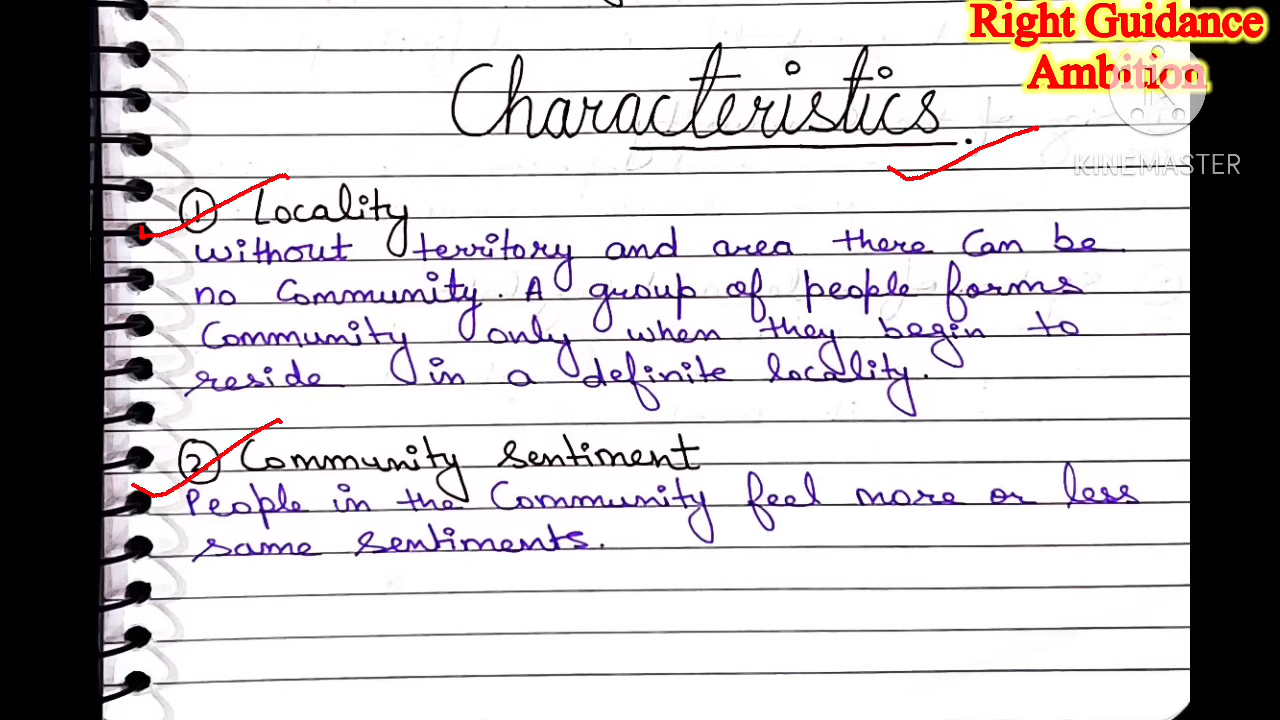 Right Guidance
Ambition
Characteristics.
KINEMASTER
① Locality
without territory and area there can be
no community. A group of people forms
community only when they begin to
reside in a definite locality.
② Community sentiment
People in the community feel more or less
same sentiments.